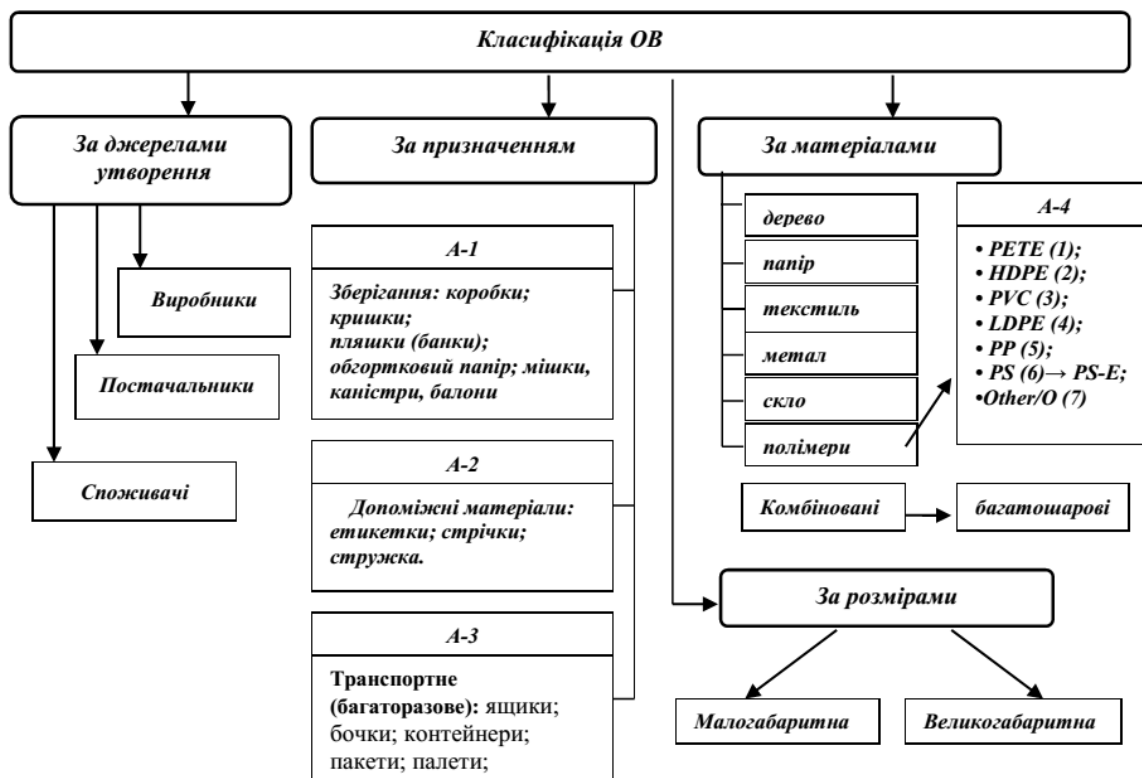 Класифікація ОВ
За джерелами
утворення
Виробники
Постачальники
Споживачі
За призначенням
А-1
Зберігання: коробки;
кришки;
пляшки (банки);
обгортковий папір; мішки,
каністри, балони
А-2
Допоміжні матеріали:
етикетки; стрічки;
стружка.
А-3
Транспортне
(багаторазове): ящики;
бочки; контейнери;
пакети; палети;
За матеріалами
дерево
папір
текстиль
метал
скло
полімери
А-4
• PETE (1);
• HDPE (2);
• PVC (3);
• LDPE (4);
• PP (5);
• PS (6)→ PS-E;
•Other/O (7)
Комбіновані
багатошарові
За розмірами
Малогабаритна
Великогабаритна